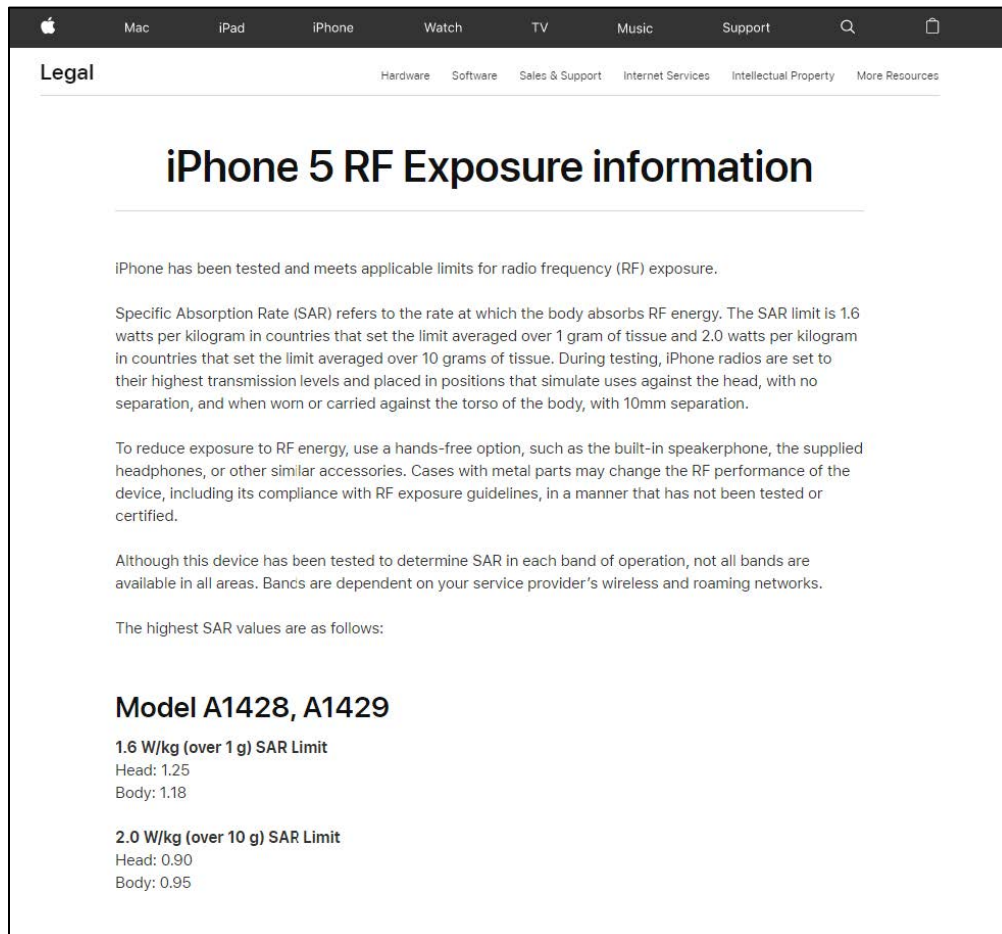 Mac iPad iPhone Watch TV Music Support
Legal Hardware Software Sales & Support Internet Services Intellectual Property More Resources
iPhone 5 RF Exposure information
iPhone has been tested and meets applicable limits for radio frequency (RF) exposure.
Specific Absorption Rate (SAR) refers to the rate at which the body absorbs RF energy. The SAR limit is 1.6
watts per kilogram in countries that set the limit averaged over 1 gram of tissue and 2.0 watts per kilogram
in countries that set the limit averaged over 10 grams of tissue. During testing, iPhone radios are set to
their highest transmission levels and placed in positions that simulate uses against the head, with no
separation, and when worn or carried against the torso of the body, with 10mm separation.
To reduce exposure to RF energy, use a hands-free option, such as the built-in speakerphone, the supplied
headphones, or other similar accessories. Cases with metal parts may change the RF performance of the
device, including its compliance with RF exposure guidelines, in a manner that has not been tested or
certified.
Although this device has been tested to determine SAR in each band of operation, not all bands are
available in all areas. Bancs are dependent on your service provider's wireless and roaming networks.
The highest SAR values are as follows:
Model A1428, A1429
1.6 W/kg (over 1 g) SAR Limit
Head: 1.25
Body: 1.18
2.0 W/kg (over 10 g) SAR Limit
Head: 0.90
Body: 0.95